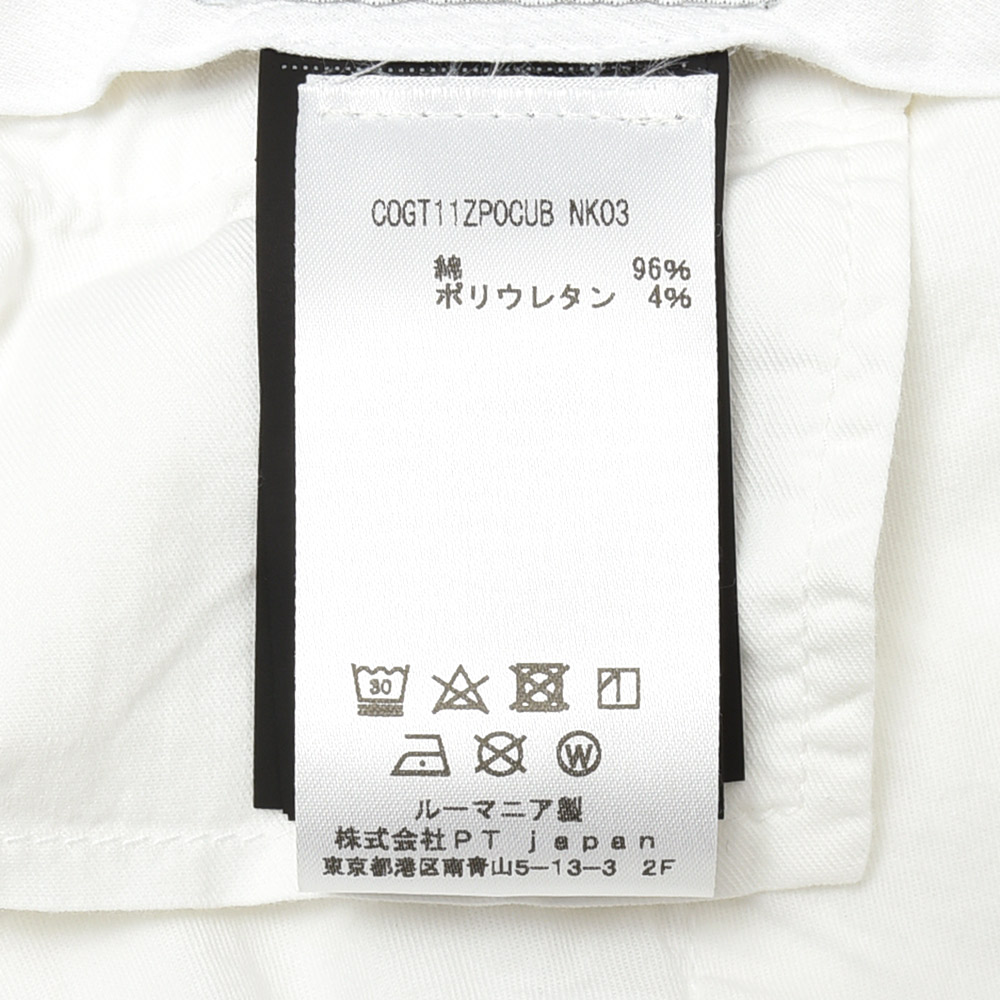 COGT11ZP0CUB NK03
綿 96%
ポリウレタン 4%
30
W
ルーマニア製
株式会社PT japan
東京都港区南青山5-13-3 2F